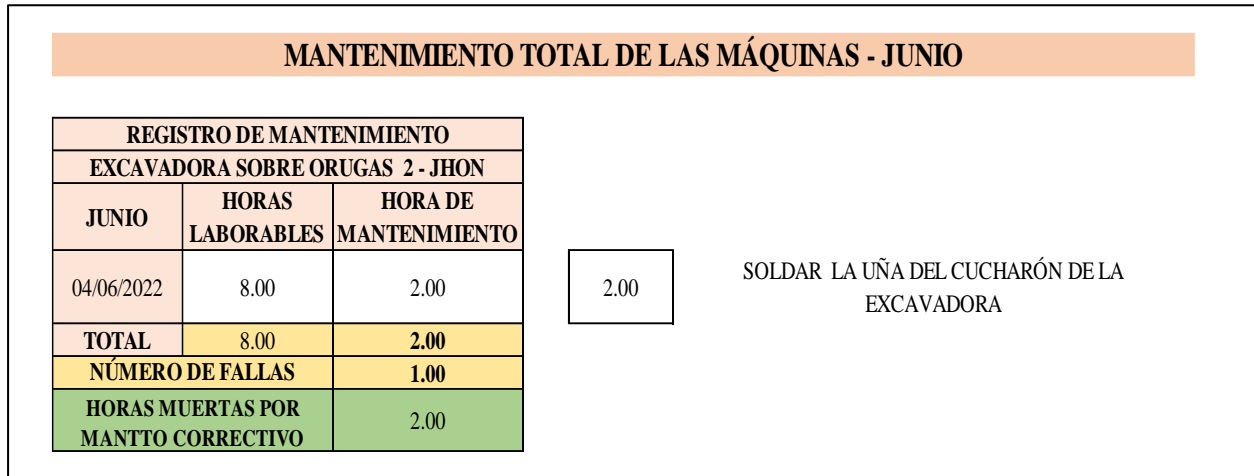 MANTENIMIENTO TOTAL DE LAS MÁQUINAS - JUNIO
REGISTRO DE MANTENIMIENTO
EXCAVADORA SOBRE ORUGAS 2 - JHON
JUNIO
HORAS
LABORABLES
HORA DE
MANTENIMIENTO
04/06/2022 8.00 2.00 2.00
SOLDAR LA UÑA DEL CUCHARÓN DE LA
EXCAVADORA
TOTAL 8.00 2.00
NÚMERO DE FALLAS 1.00
HORAS MUERTAS POR
MANTTO CORRECTIVO
2.00